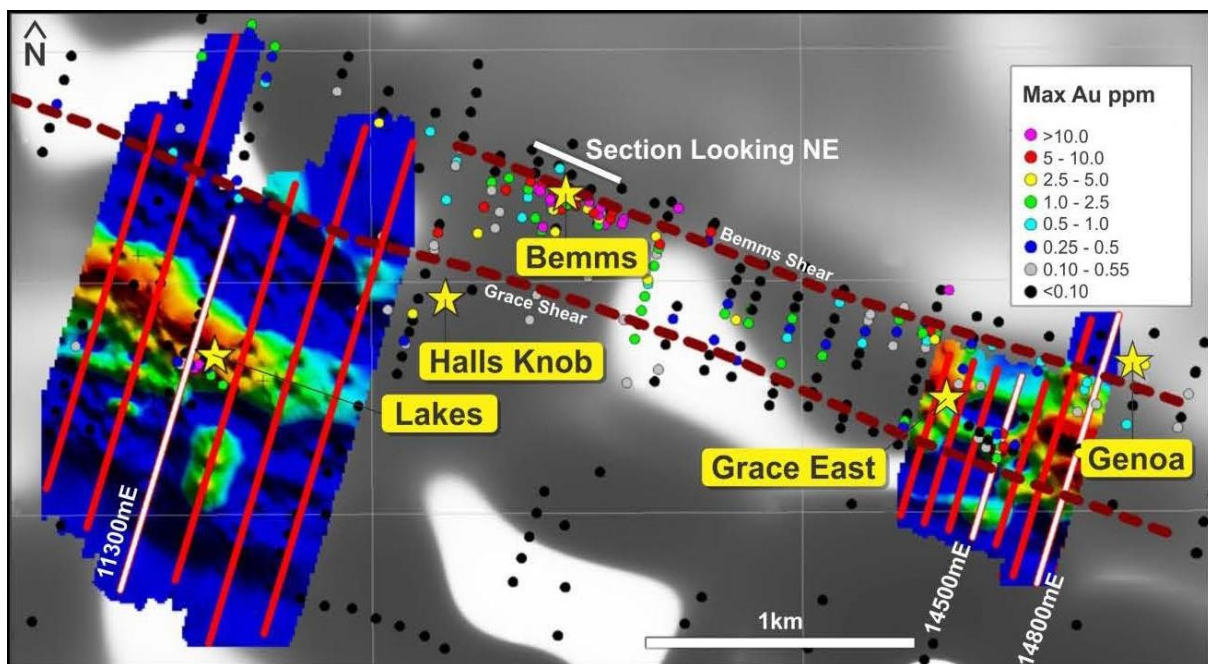 N
Max Au ppm
>10.0
5 - 10.0
2.5 - 5.0
1.0 - 2.5
0.5 - 1.0
0.25 - 0.5
0.10 - 0.55
<0.10
Section Looking NE
Bemms
Bemms Shear
Grace Shear
Halls Knob
Lakes
Grace East
Genoa
11300mE
14500mE
14800mE
1km